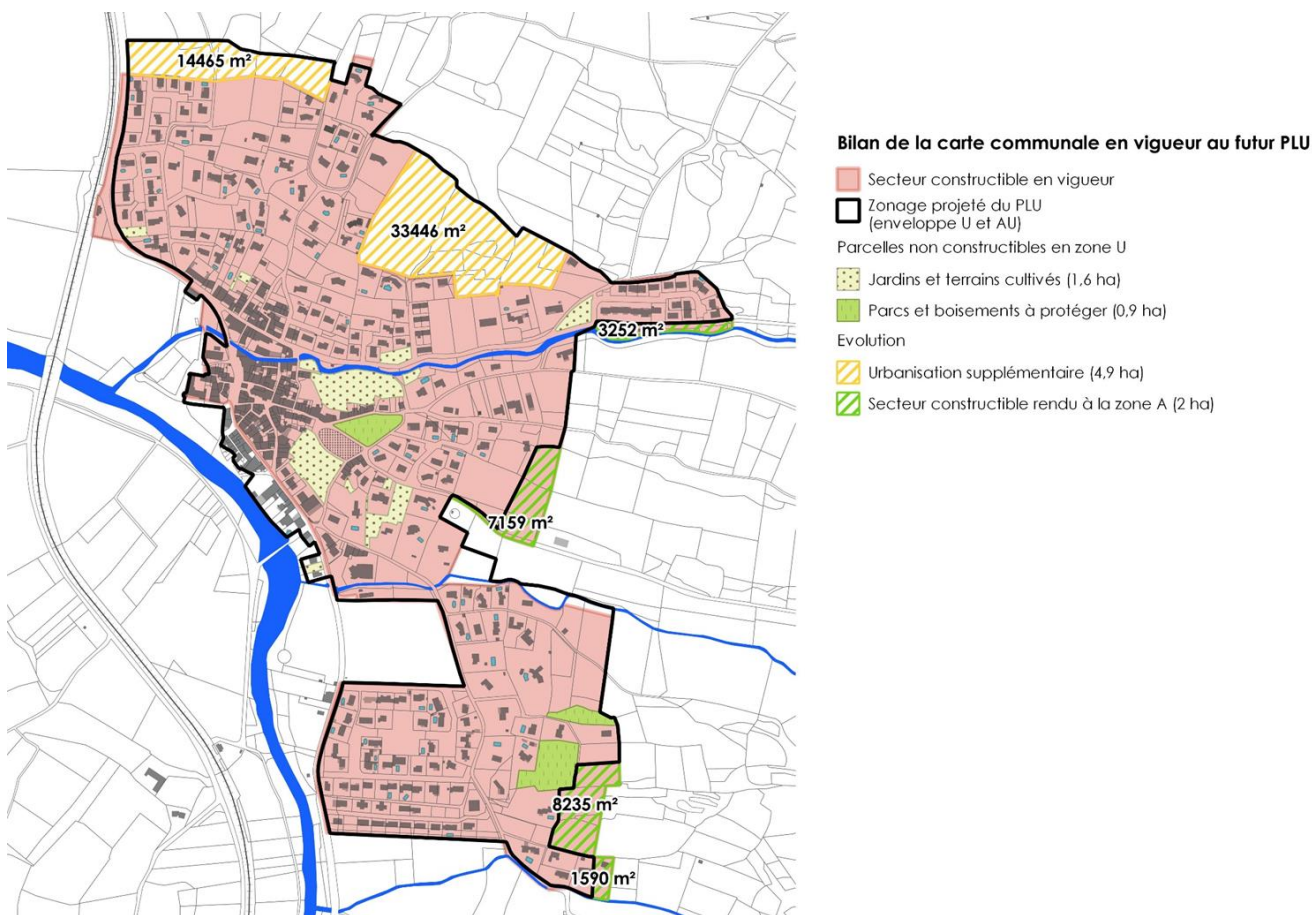 14465 m²
33446 m²
3252 m²
7159 m²
8235 m²
1590 m²
Bilan de la carte communale en vigueur au futur PLU
Secteur constructible en vigueur
Zonage projeté du PLU
(enveloppe U et AU)
Parcelles non constructibles en zone U
Jardins et terrains cultivés (1,6 ha)
Parcs et boisements à protéger (0,9 ha)
Evolution
Urbanisation supplémentaire (4,9 ha)
Secteur constructible rendu à la zone A (2 ha)